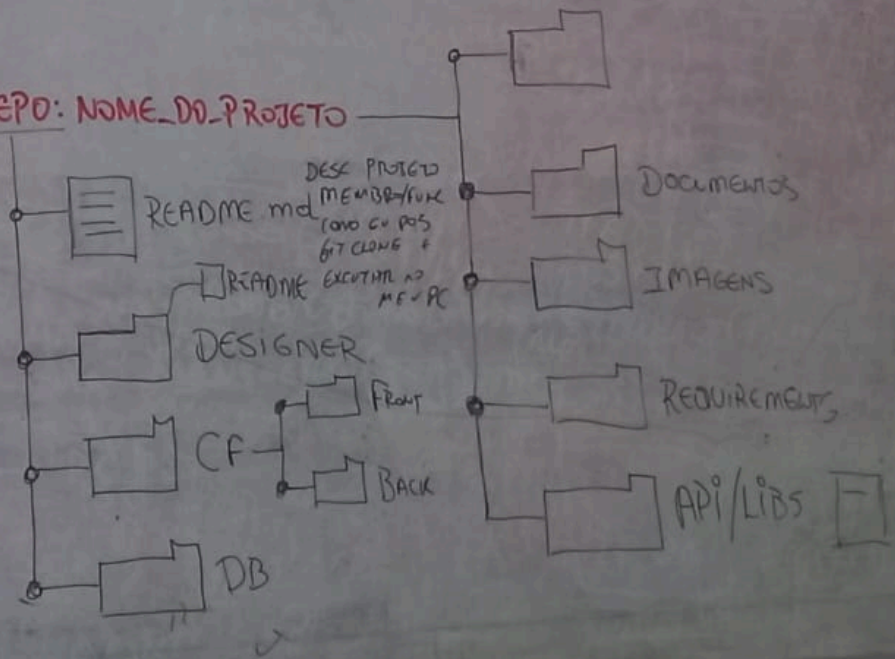 EPO: NOME_DO_PROJETO
README md
DESC PROJETO
MEMBR/FUNC
COMO EU POS
GIT CLONE &
EXECUTAR NO
MEU PC
README
DESIGNER
CF
FRONT
BACK
DB
DOCUMENTOS
IMAGENS
REQUIREMENTS
API/LIBS